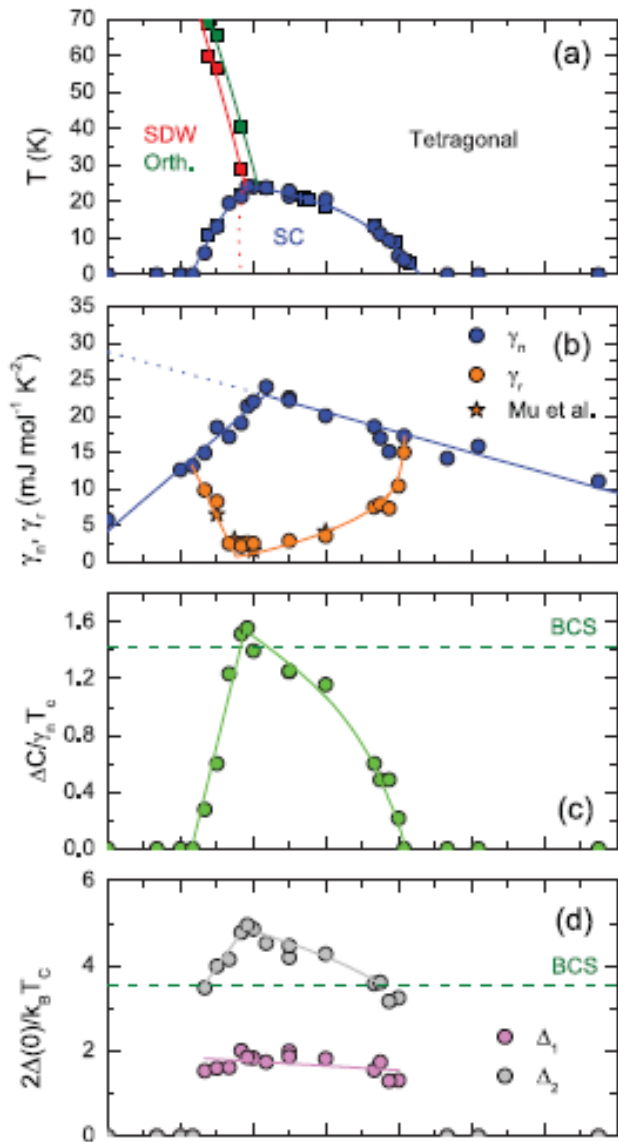 70
60
50
40
30
20
10
0
T (K)
(a)
SDW
Orth.
Tetragonal
SC
35
30
25
20
15
10
5
0
γn, γr (mJ mol⁻¹ K⁻²)
(b)
γn
γr
Mu et al.
1.6
1.2
0.8
0.4
0.0
ΔC/γnTc
BCS
(c)
6
4
2
0
2Δ(0)/kBTC
(d)
BCS
Δ1
Δ2